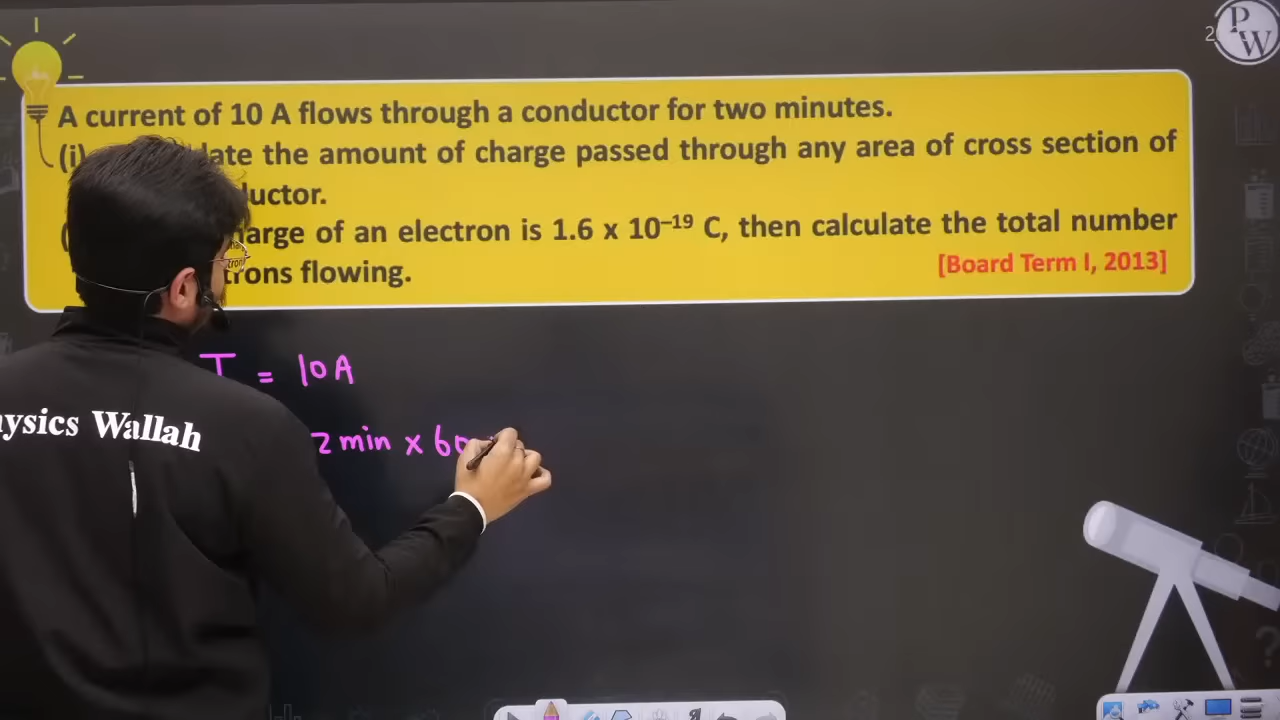 P
W
A current of 10 A flows through a conductor for two minutes.
(i) late the amount of charge passed through any area of cross section of
uctor.
arge of an electron is 1.6 x 10⁻¹⁹ C, then calculate the total number
trons flowing.
[Board Term I, 2013]
I = 10A
2 min x 60
Physics Wallah